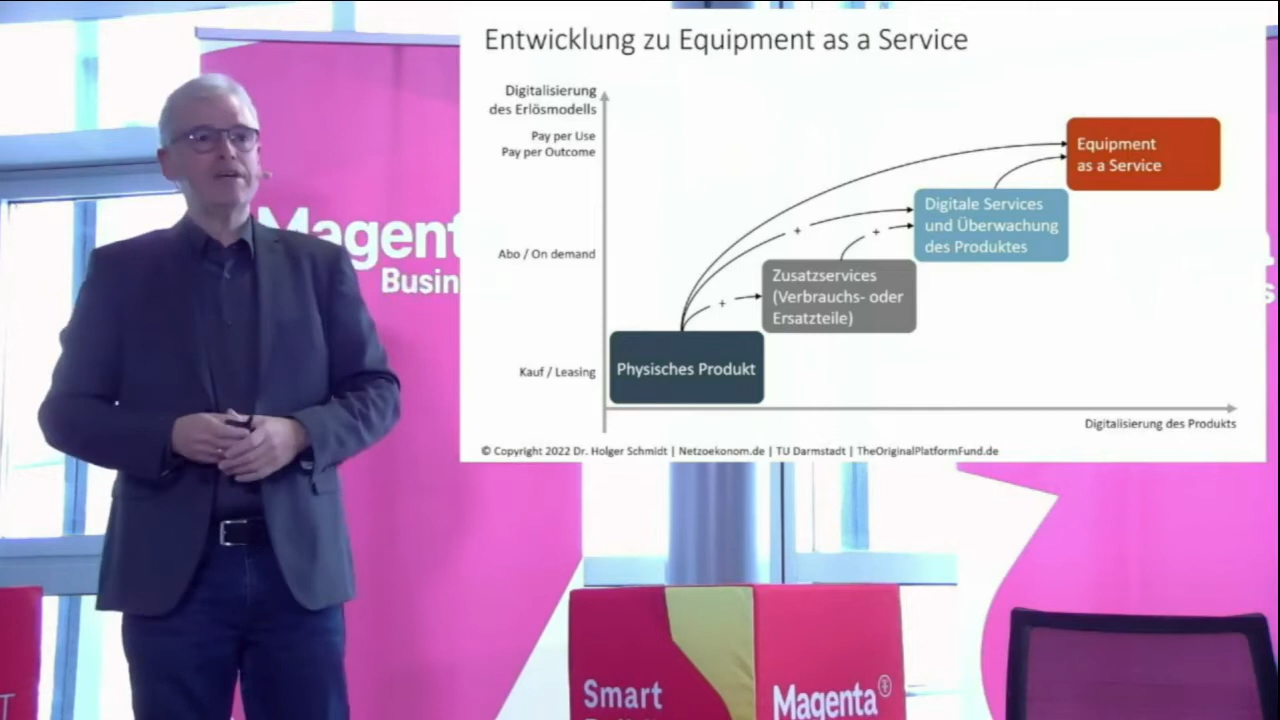 Entwicklung zu Equipment as a Service
Digitalisierung
des Erlösmodells
Pay per Use
Pay per Outcome
Equipment
as a Service
Digitale Services
und Überwachung
des Produktes
Abo / On demand
+
+
Zusatzservices
(Verbrauchs- oder
Ersatzteile)
+
Kauf / Leasing
Physisches Produkt
Digitalisierung des Produkts
© Copyright 2022 Dr. Holger Schmidt | Netzoekonom.de | TU Darmstadt | TheOriginalPlatformFund.de
Magent
Busin
Smart
Magenta